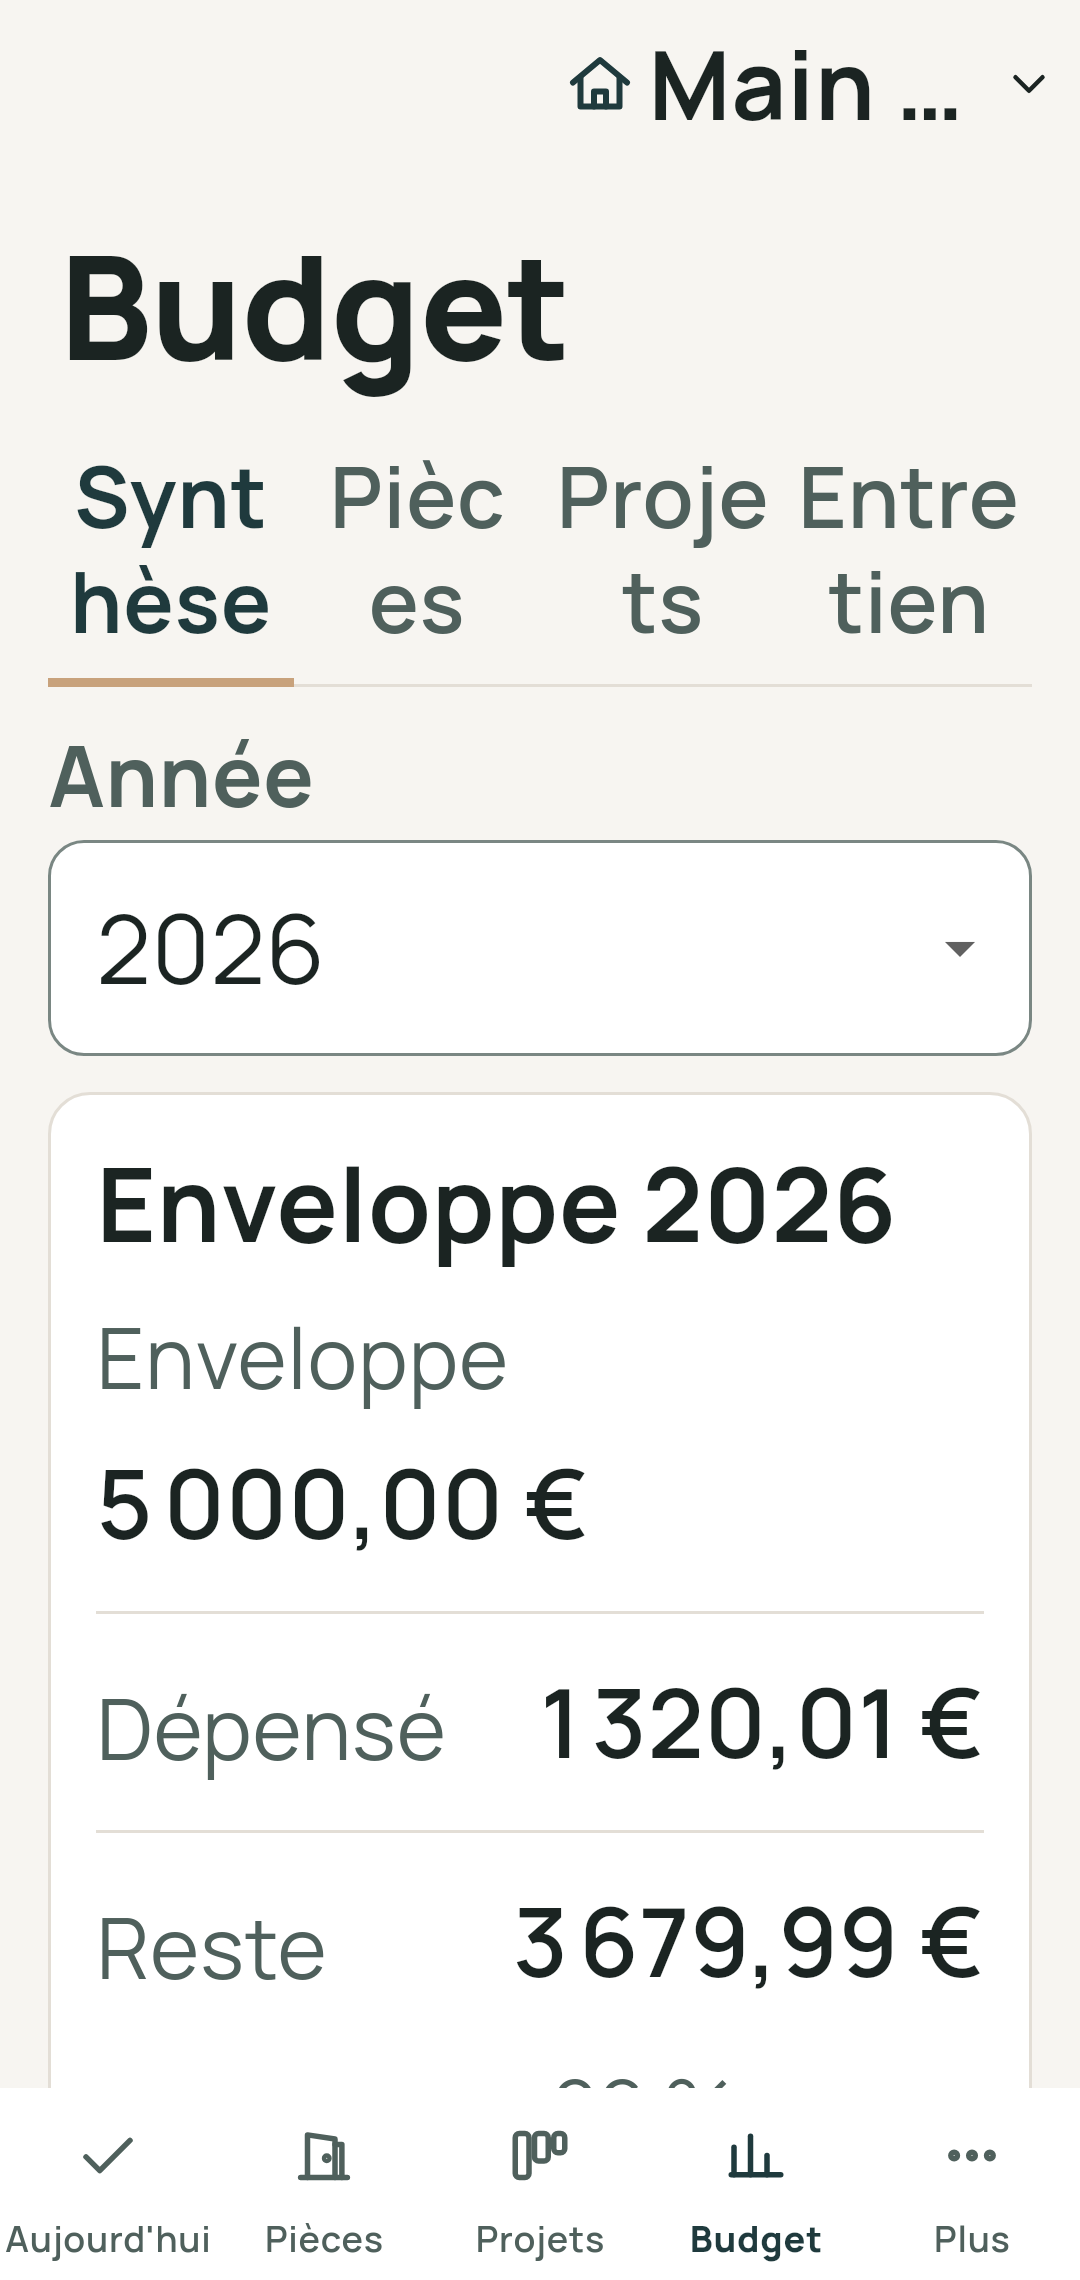 Main ...
Budget
Synt
hèse
Pièc
es
Proje
ts
Entre
tien
Année
2026
Enveloppe 2026
Enveloppe
5 000,00 €
Dépensé 1 320,01 €
Reste 3 679,99 €
Aujourd'hui Pièces Projets Budget Plus